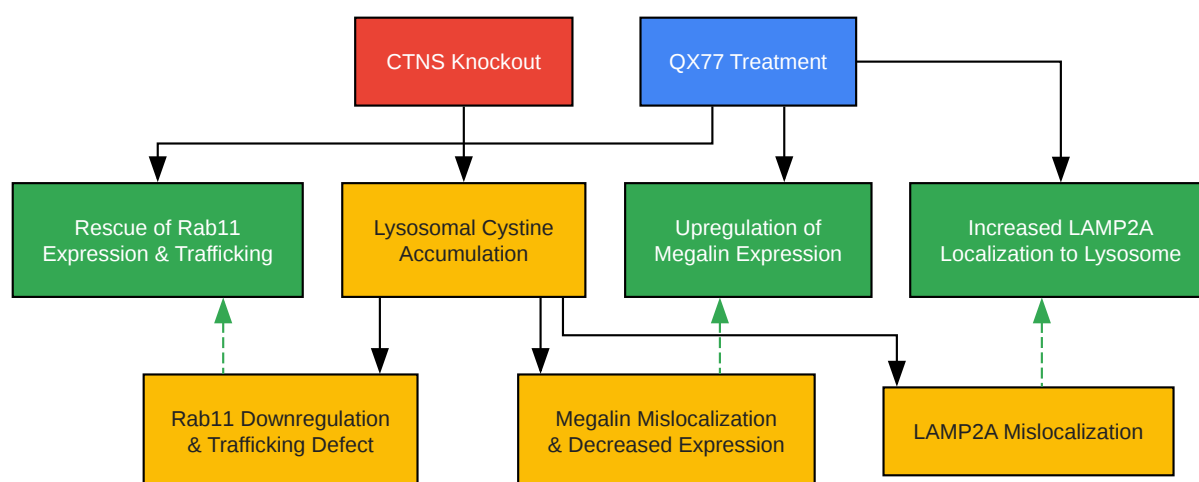 CTNS Knockout
QX77 Treatment
Rescue of Rab11
Expression & Trafficking
Lysosomal Cystine
Accumulation
Upregulation of
Megalin Expression
Increased LAMP2A
Localization to Lysosome
Rab11 Downregulation
& Trafficking Defect
Megalin Mislocalization
& Decreased Expression
LAMP2A Mislocalization